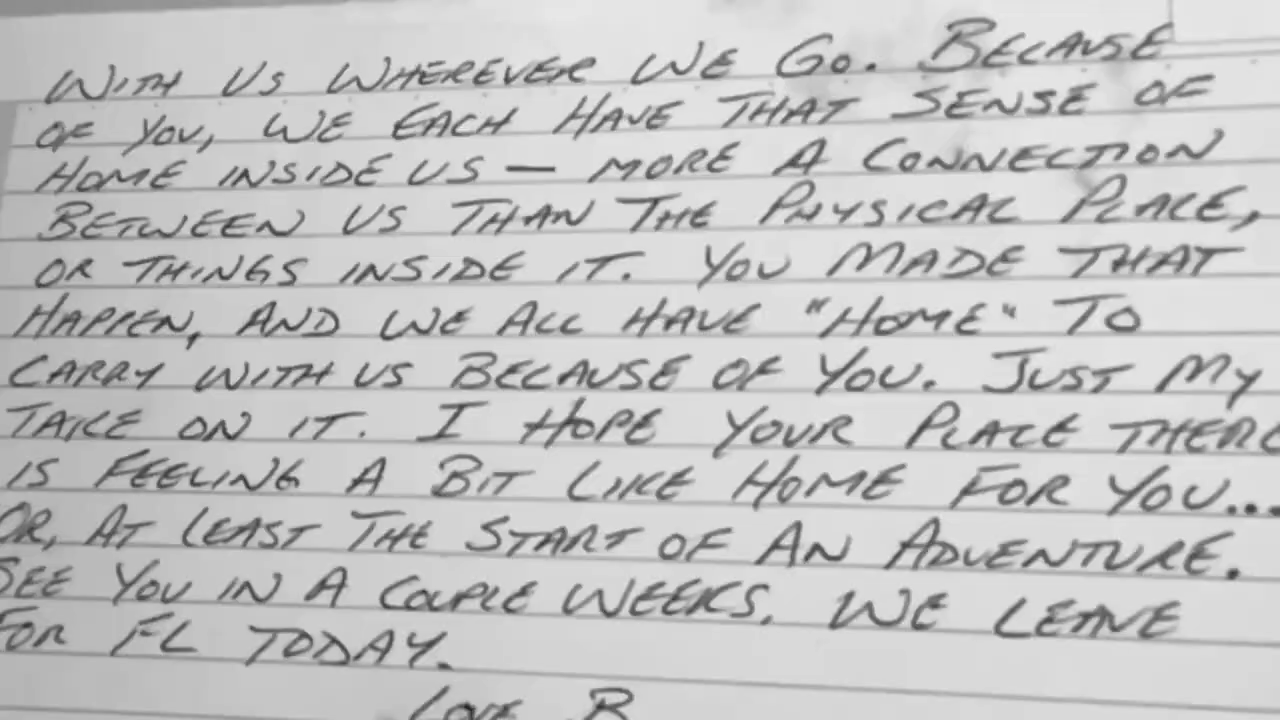 WITH US WHEREVER WE GO. BECAUSE
OF YOU, WE EACH HAVE THAT SENSE OF
HOME INSIDE US — MORE A CONNECTION
BETWEEN US THAN THE PHYSICAL PLACE,
OR THINGS INSIDE IT. YOU MADE THAT
HAPPEN, AND WE ALL HAVE "HOME" TO
CARRY WITH US BECAUSE OF YOU. JUST MY
TAKE ON IT. I HOPE YOUR PLACE THERE
IS FEELING A BIT LIKE HOME FOR YOU...
OR, AT LEAST THE START OF AN ADVENTURE.
SEE YOU IN A COUPLE WEEKS. WE LEAVE
FOR FL TODAY.
LOVE B